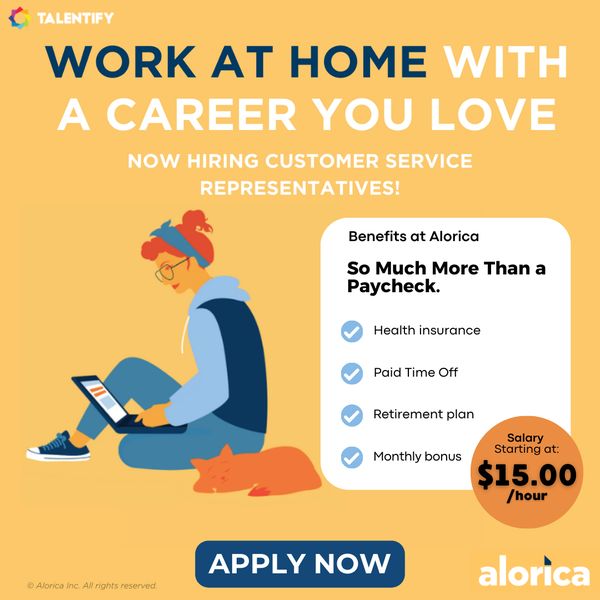 TALENTIFY
WORK AT HOME WITH
A CAREER YOU LOVE
NOW HIRING CUSTOMER SERVICE
REPRESENTATIVES!
Benefits at Alorica
So Much More Than a
Paycheck.
Health insurance
Paid Time Off
Retirement plan
Monthly bonus
Salary
Starting at:
$15.00
/hour
APPLY NOW
© Alorica Inc. All rights reserved.
alorica